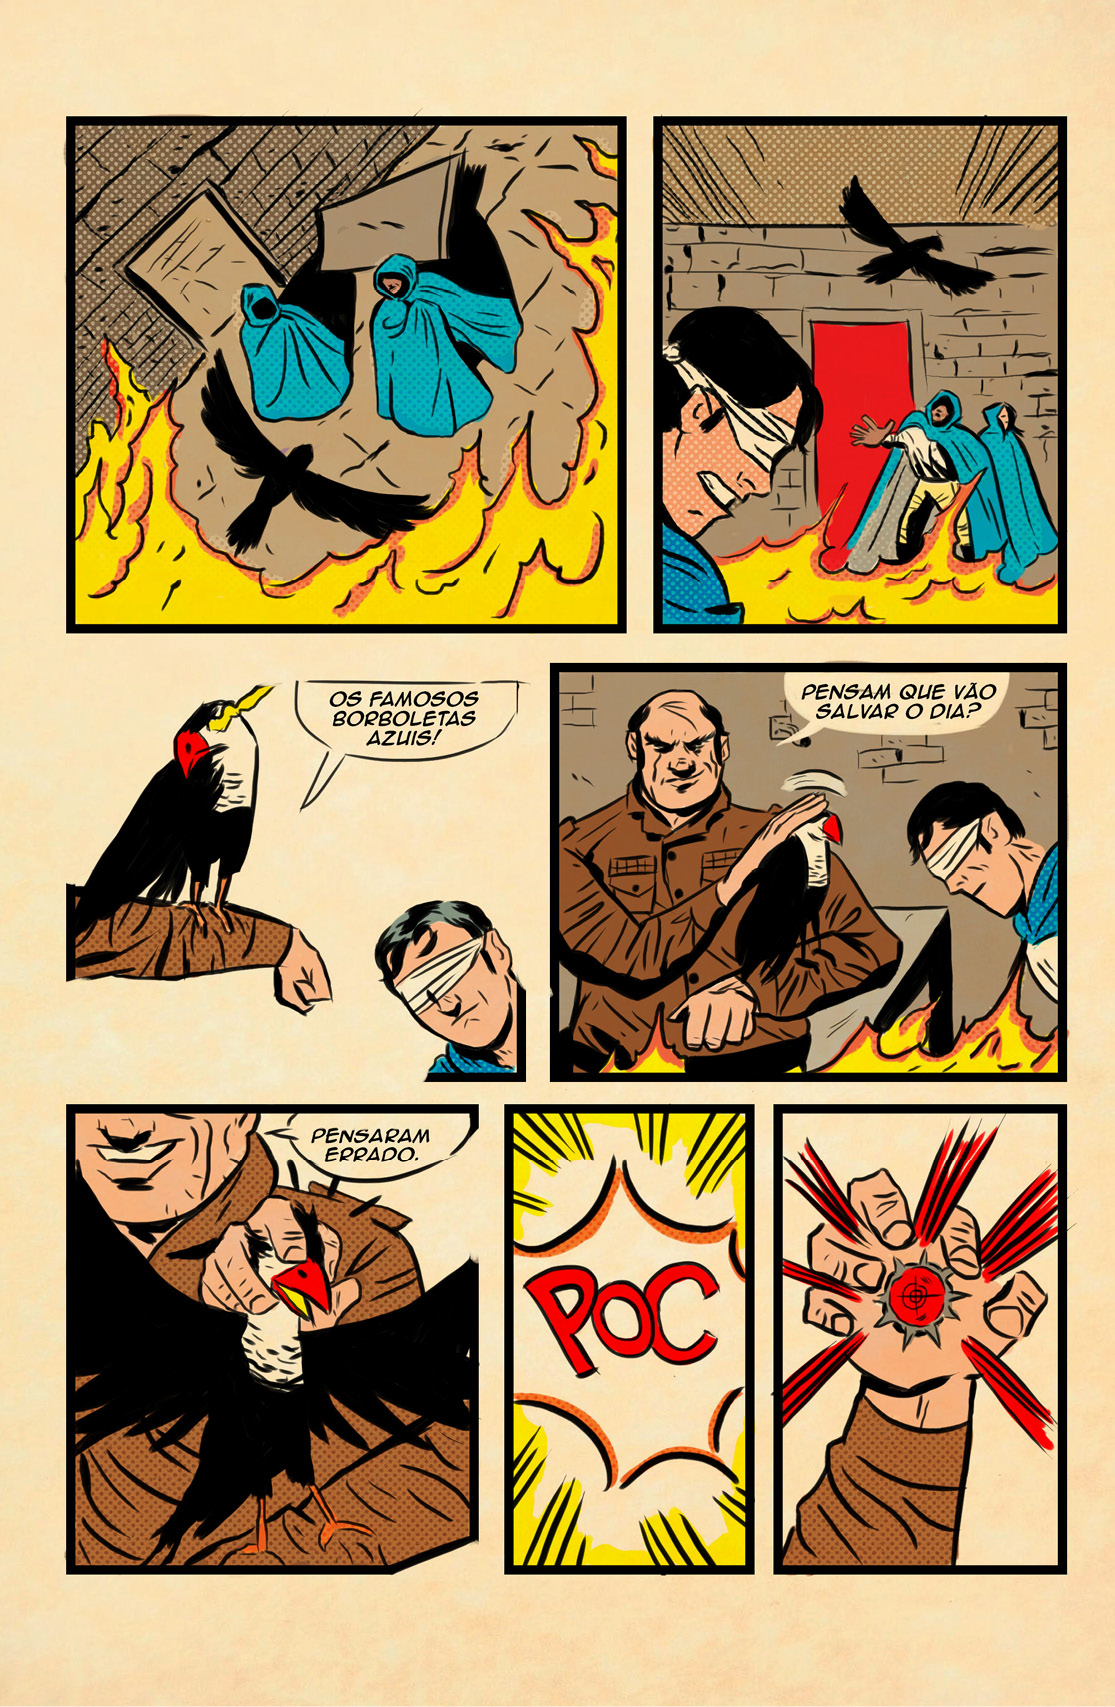 OS FAMOSOS
BORBOLETAS
AZUIS!
PENSAM QUE VÃO
SALVAR O DIA?
PENSARAM
ERRADO.
POC